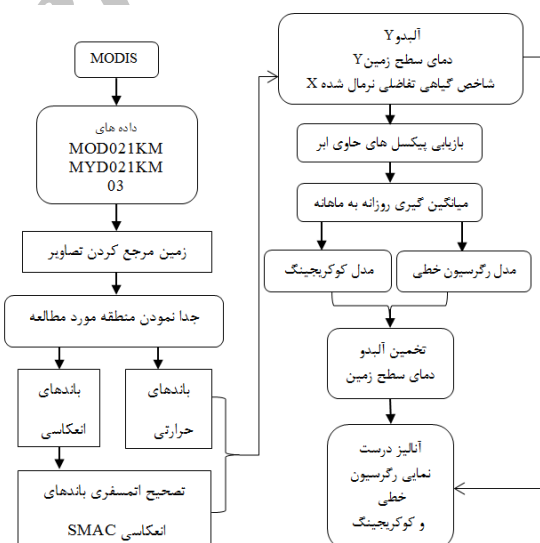 MODIS
داده های
MOD021KM
MYD021KM
03
زمین مرجع کردن تصاویر
جدا نمودن منطقه مورد مطالعه
باندهای
انعکاسی
باندهای
حرارتی
تصحیح اتمسفری باندهای
انعکاسی SMAC
آلبدو Y
دمای سطح زمین Y
شاخص گیاهی تفاضلی نرمال شده X
بازیابی پیکسل های حاوی ابر
میانگین گیری روزانه به ماهانه
مدل کوکریجینگ
مدل رگرسیون خطی
تخمین آلبدو
دمای سطح زمین
آنالیز درست
نمایی رگرسیون
خطی
و کوکریجینگ